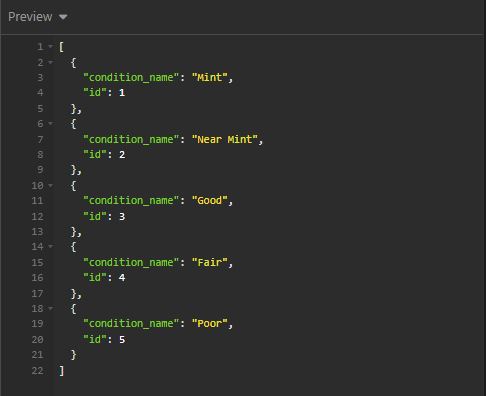 Preview
1 [
2 {
3 "condition_name": "Mint",
4 "id": 1
5 },
6 {
7 "condition_name": "Near Mint",
8 "id": 2
9 },
10 {
11 "condition_name": "Good",
12 "id": 3
13 },
14 {
15 "condition_name": "Fair",
16 "id": 4
17 },
18 {
19 "condition_name": "Poor",
20 "id": 5
21 }
22 ]